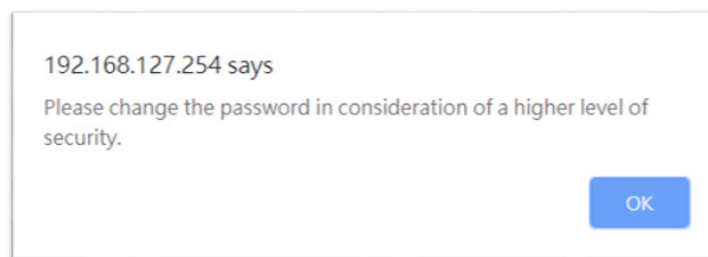 192.168.127.254 says
Please change the password in consideration of a higher level of
security.
OK